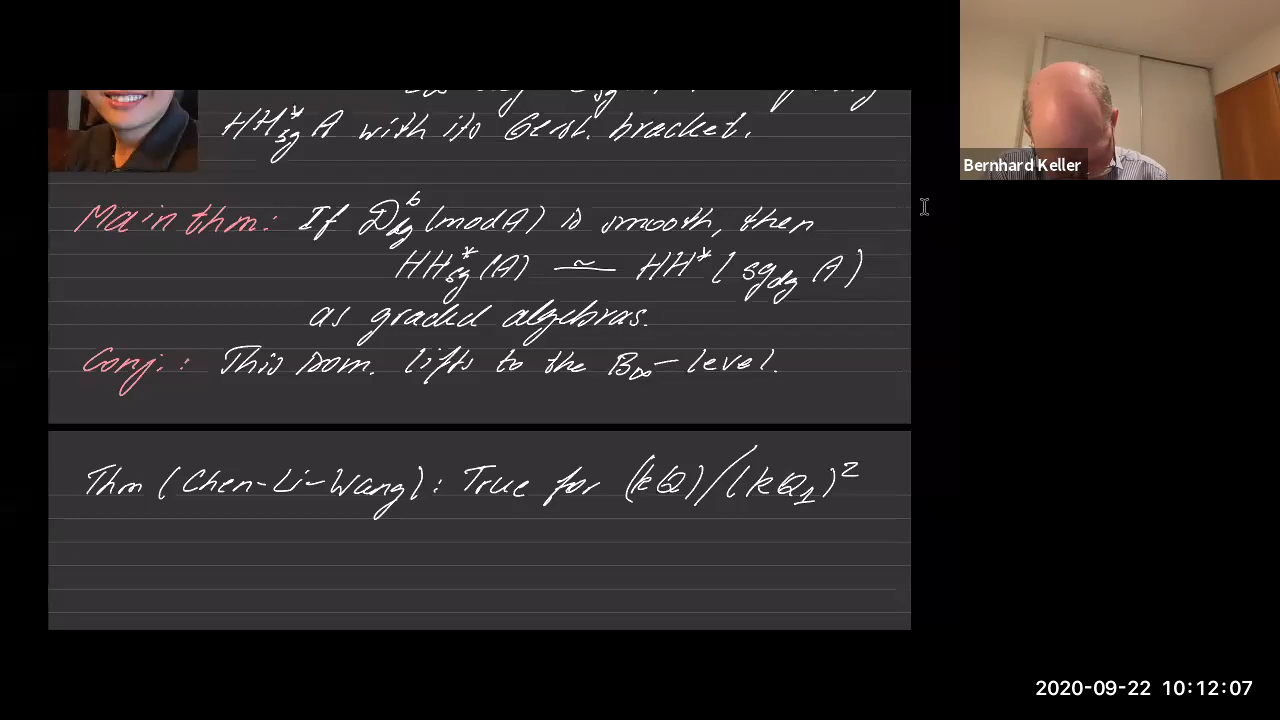 HH*sg A with its Gerst. bracket.
Main thm: If D^b_dg(mod A) is smooth, then
HH*sg(A) ≃ HH*(sg_dg A)
as graded algebras.
Conj.: This isom. lifts to the B∞-level.
Thm (Chen-Li-Wang): True for (kQ)/(kQ1)²
Bernhard Keller
2020-09-22 10:12:07